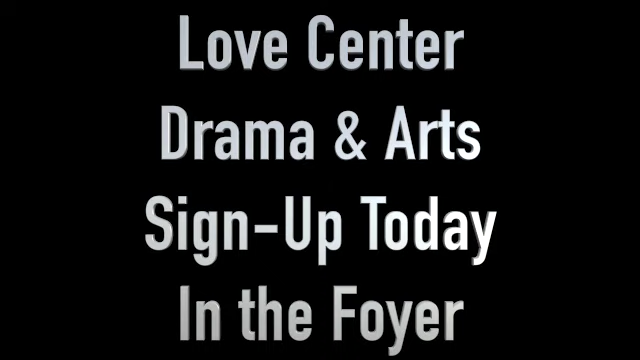 Love Center
Drama & Arts
Sign-Up Today
In the Foyer